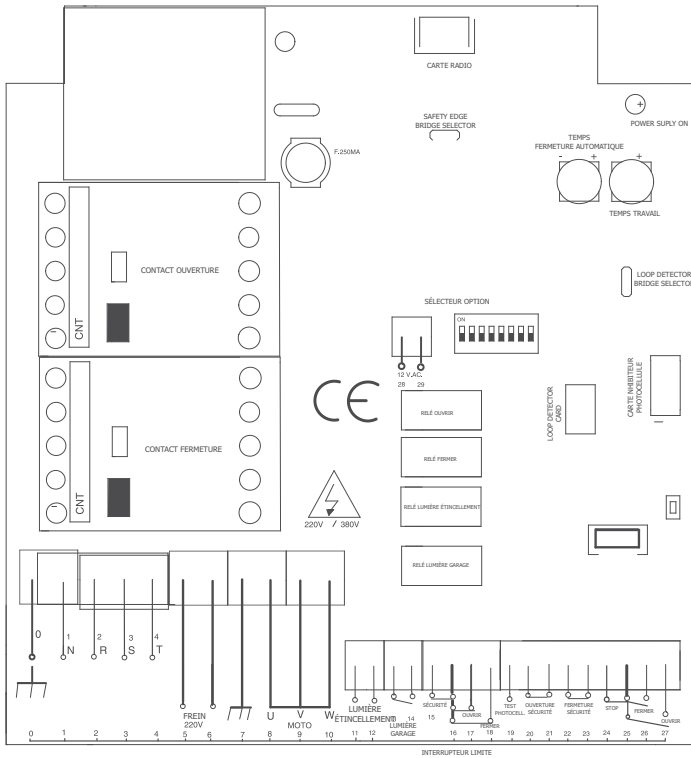 CARTE RADIO
SAFETY EDGE
BRIDGE SELECTOR
POWER SUPLY ON
F.250MA
TEMPS
FERMETURE AUTOMATIQUE
- +
+
TEMPS TRAVAIL
CONTACT OUVERTURE
CNT
LOOP DETECTOR
BRIDGE SELECTOR
SÉLECTEUR OPTION
ON
12 V.AC.
28 29
CE
RELÉ OUVRIR
LOOP DETECTOR
CARD
CARTE NHIBITEUR
PHOTOCELLULE
CONTACT FERMETURE
CNT
RELÉ FERMER
RELÉ LUMIÈRE ÉTINCELLEMENT
220V / 380V
RELÉ LUMIÈRE GARAGE
0
1 2 3 4
N R S T
FREIN
220V
U V W
MOTO
LUMIÈRE
ÉTINCELLEMENT
LUMIÈRE
GARAGE
SÉCURITÉ
OUVRIR
FERMER
TEST
PHOTOCELL.
OUVERTURE
SÉCURITÉ
FERMETURE
SÉCURITÉ
STOP
FERMER
OUVRIR
0 1 2 3 4 5 6 7 8 9 10 11 12 13 14 15 16 17 18 19 20 21 22 23 24 25 26 27
INTERRUPTEUR LIMITE